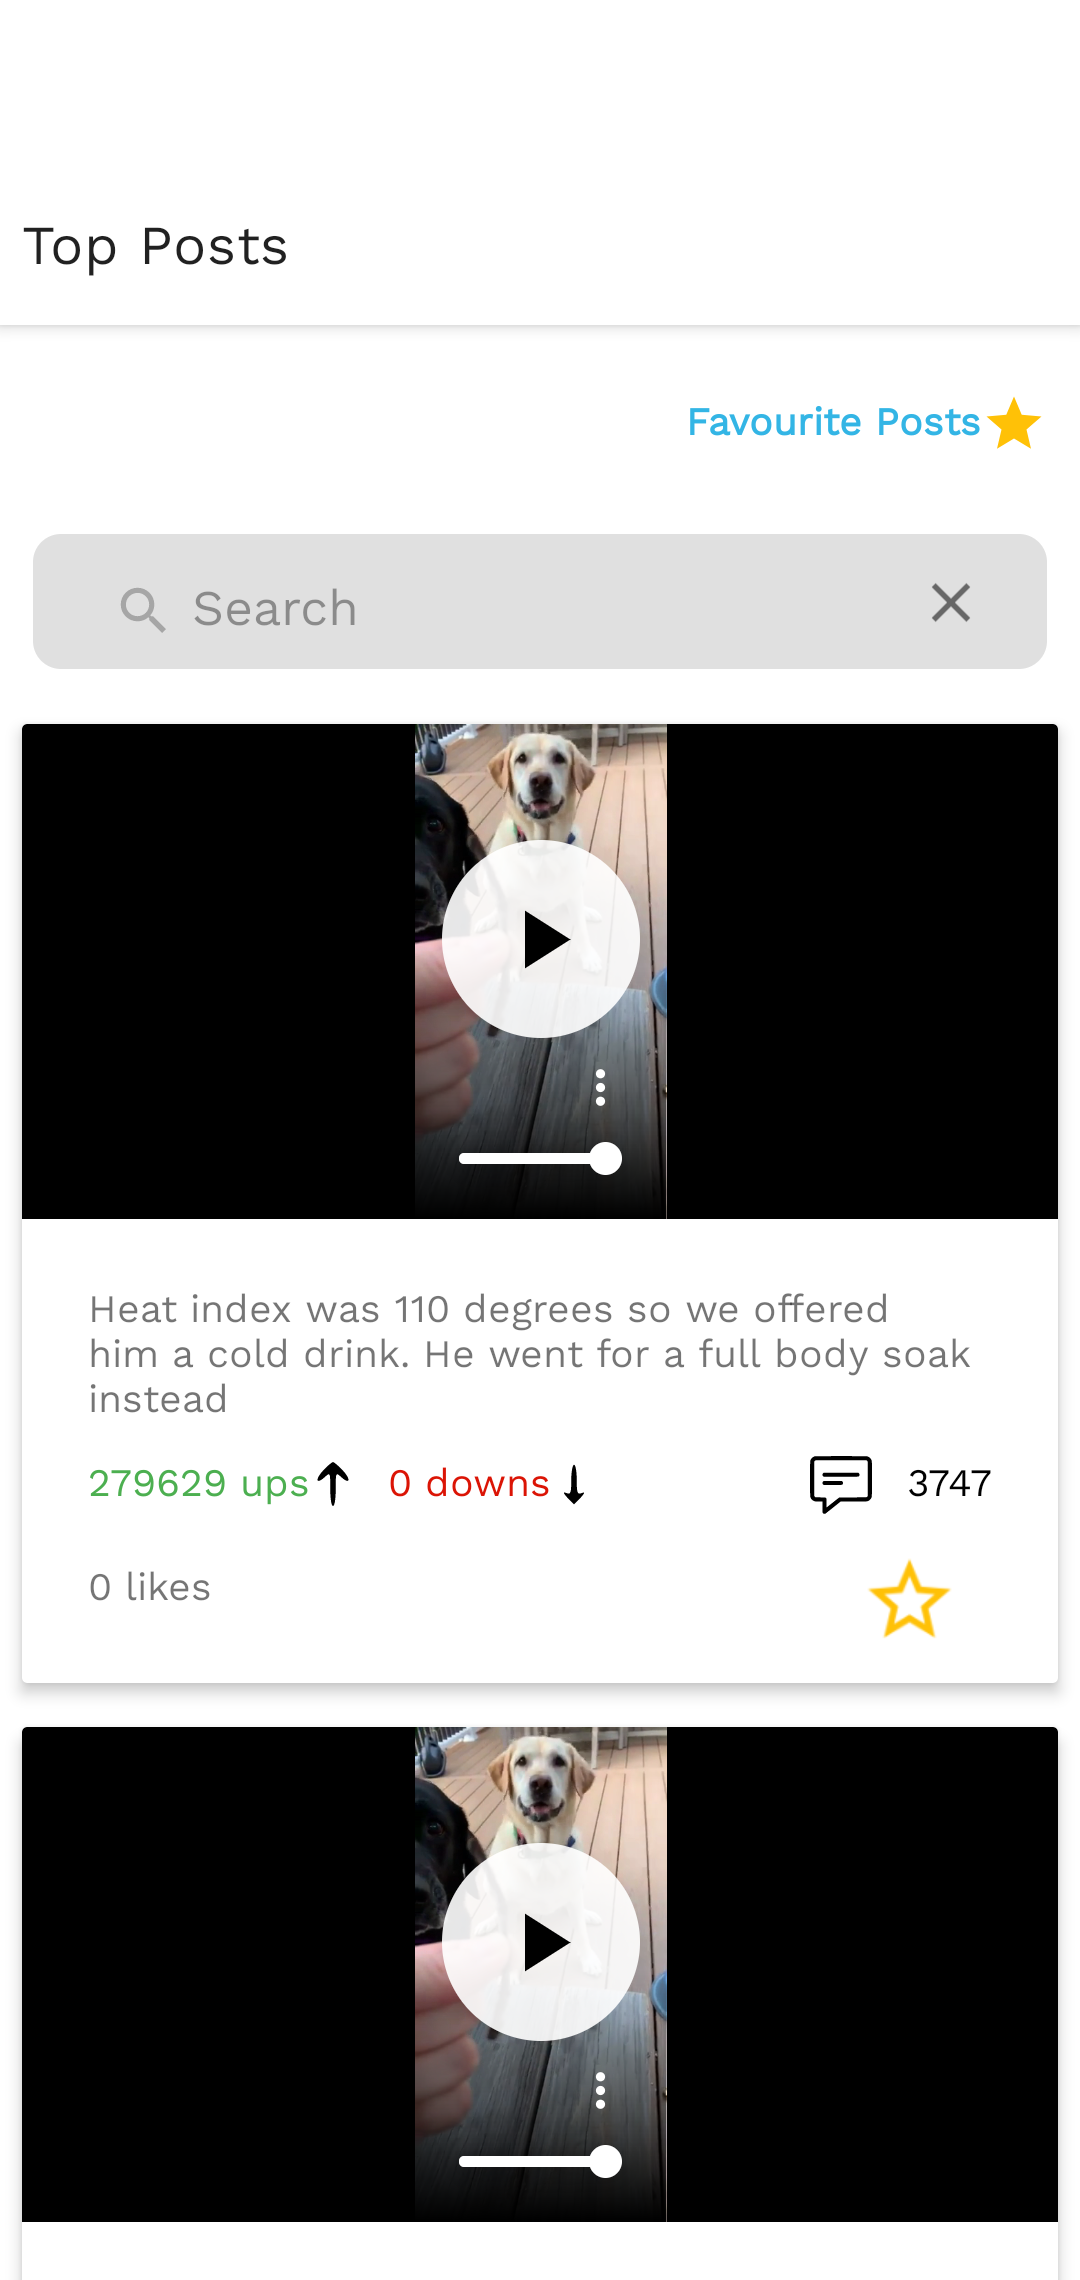 Top Posts
Favourite Posts
Search
Heat index was 110 degrees so we offered
him a cold drink. He went for a full body soak
instead
279629 ups 0 downs 3747
0 likes